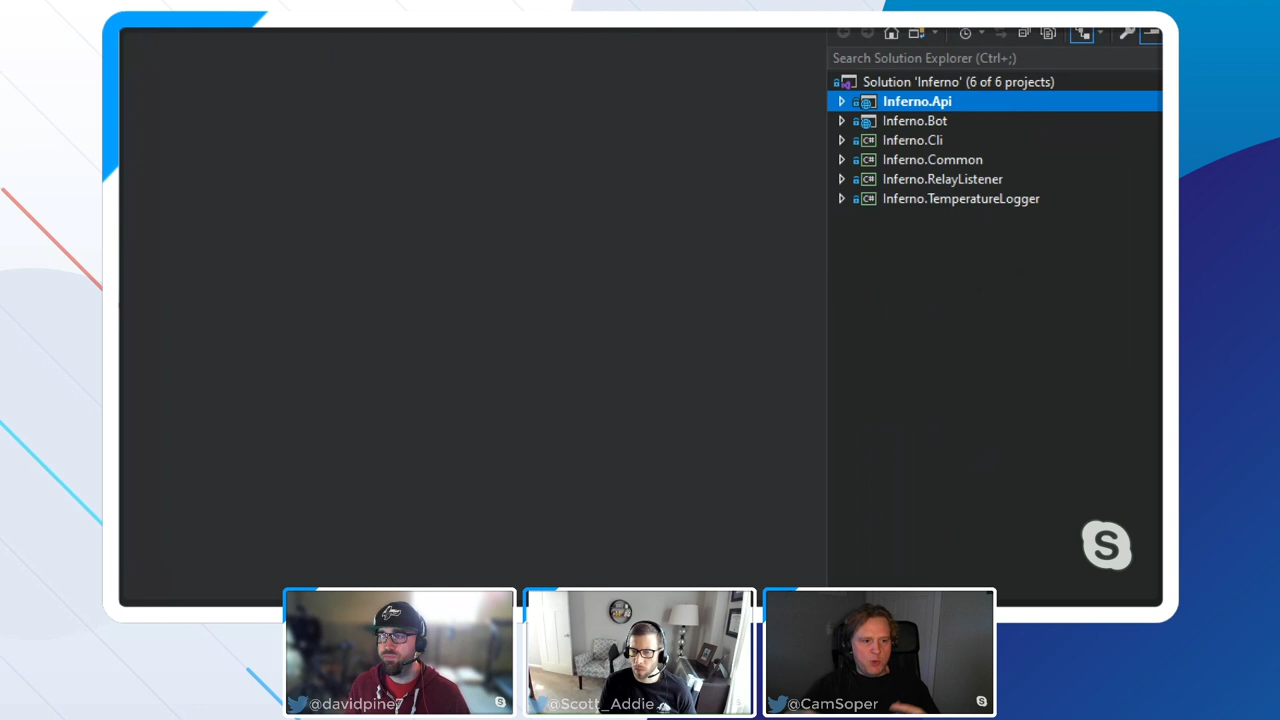 Search Solution Explorer (Ctrl+;)
Solution 'Inferno' (6 of 6 projects)
Inferno.Api
Inferno.Bot
C# Inferno.Cli
C# Inferno.Common
C# Inferno.RelayListener
C# Inferno.TemperatureLogger
S
@davidpine7
@Scott_Addie
@CamSoper